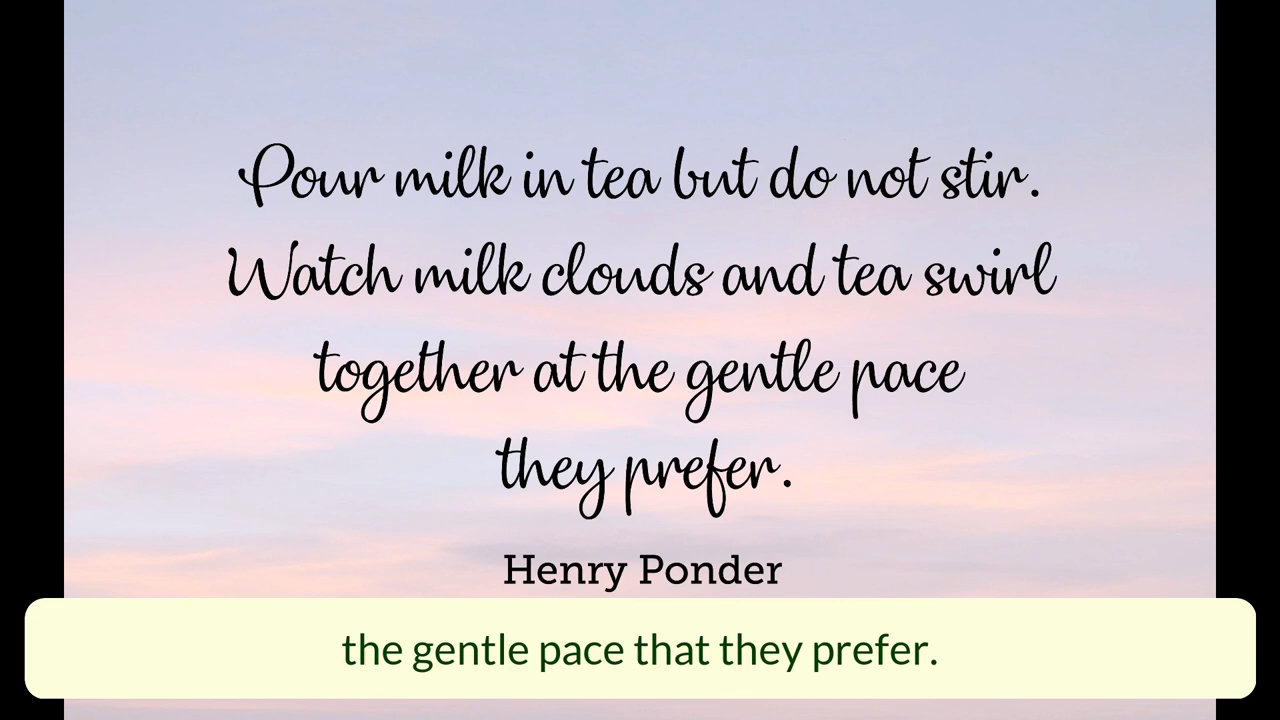 Pour milk in tea but do not stir.
Watch milk clouds and tea swirl
together at the gentle pace
they prefer.
Henry Ponder
the gentle pace that they prefer.